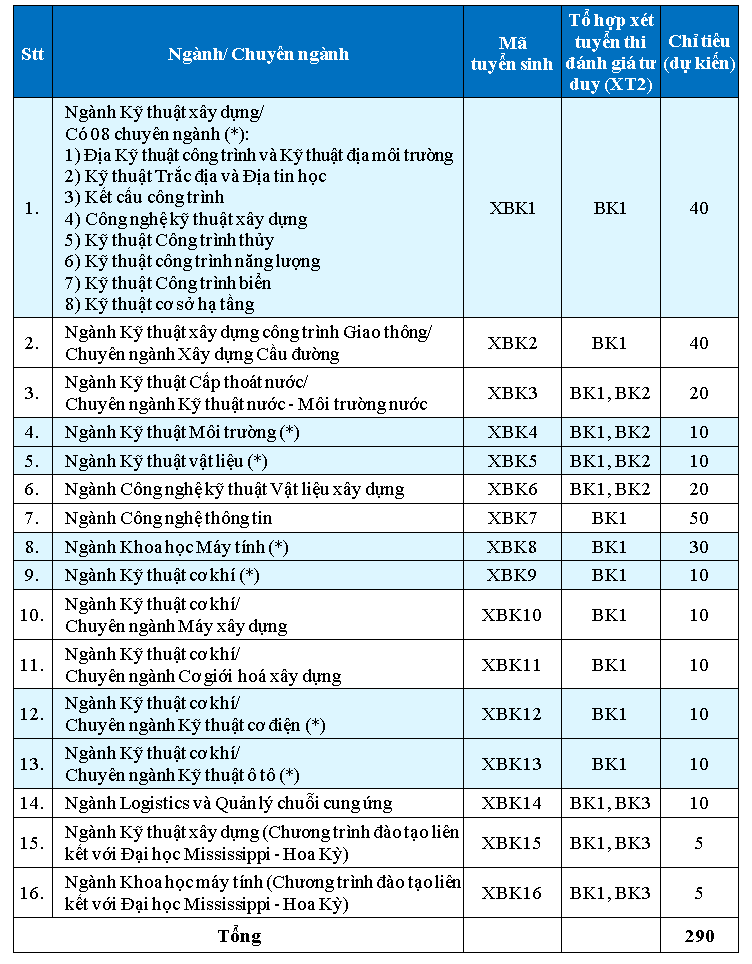 Stt
Ngành/ Chuyên ngành
Mã
tuyển sinh
Tổ hợp xét
tuyển thi
đánh giá tư
duy (XT2)
Chỉ tiêu
(dự kiến)
1.
Ngành Kỹ thuật xây dựng/
Có 08 chuyên ngành (*):
1) Địa Kỹ thuật công trình và Kỹ thuật địa môi trường
2) Kỹ thuật Trắc địa và Địa tin học
3) Kết cấu công trình
4) Công nghệ kỹ thuật xây dựng
5) Kỹ thuật Công trình thủy
6) Kỹ thuật công trình năng lượng
7) Kỹ thuật Công trình biển
8) Kỹ thuật cơ sở hạ tầng
XBK1
BK1
40
2.
Ngành Kỹ thuật xây dựng công trình Giao thông/
Chuyên ngành Xây dựng Cầu đường
XBK2
BK1
40
3.
Ngành Kỹ thuật Cấp thoát nước/
Chuyên ngành Kỹ thuật nước - Môi trường nước
XBK3
BK1, BK2
20
4.
Ngành Kỹ thuật Môi trường (*)
XBK4
BK1, BK2
10
5.
Ngành Kỹ thuật vật liệu (*)
XBK5
BK1, BK2
10
6.
Ngành Công nghệ kỹ thuật Vật liệu xây dựng
XBK6
BK1, BK2
20
7.
Ngành Công nghệ thông tin
XBK7
BK1
50
8.
Ngành Khoa học Máy tính (*)
XBK8
BK1
30
9.
Ngành Kỹ thuật cơ khí (*)
XBK9
BK1
10
10.
Ngành Kỹ thuật cơ khí/
Chuyên ngành Máy xây dựng
XBK10
BK1
10
11.
Ngành Kỹ thuật cơ khí/
Chuyên ngành Cơ giới hoá xây dựng
XBK11
BK1
10
12.
Ngành Kỹ thuật cơ khí/
Chuyên ngành Kỹ thuật cơ điện (*)
XBK12
BK1
10
13.
Ngành Kỹ thuật cơ khí/
Chuyên ngành Kỹ thuật ô tô (*)
XBK13
BK1
10
14.
Ngành Logistics và Quản lý chuỗi cung ứng
XBK14
BK1, BK3
10
15.
Ngành Kỹ thuật xây dựng (Chương trình đào tạo liên
kết với Đại học Mississippi - Hoa Kỳ)
XBK15
BK1, BK3
5
16.
Ngành Khoa học máy tính (Chương trình đào tạo liên
kết với Đại học Mississippi - Hoa Kỳ)
XBK16
BK1, BK3
5
Tổng
290